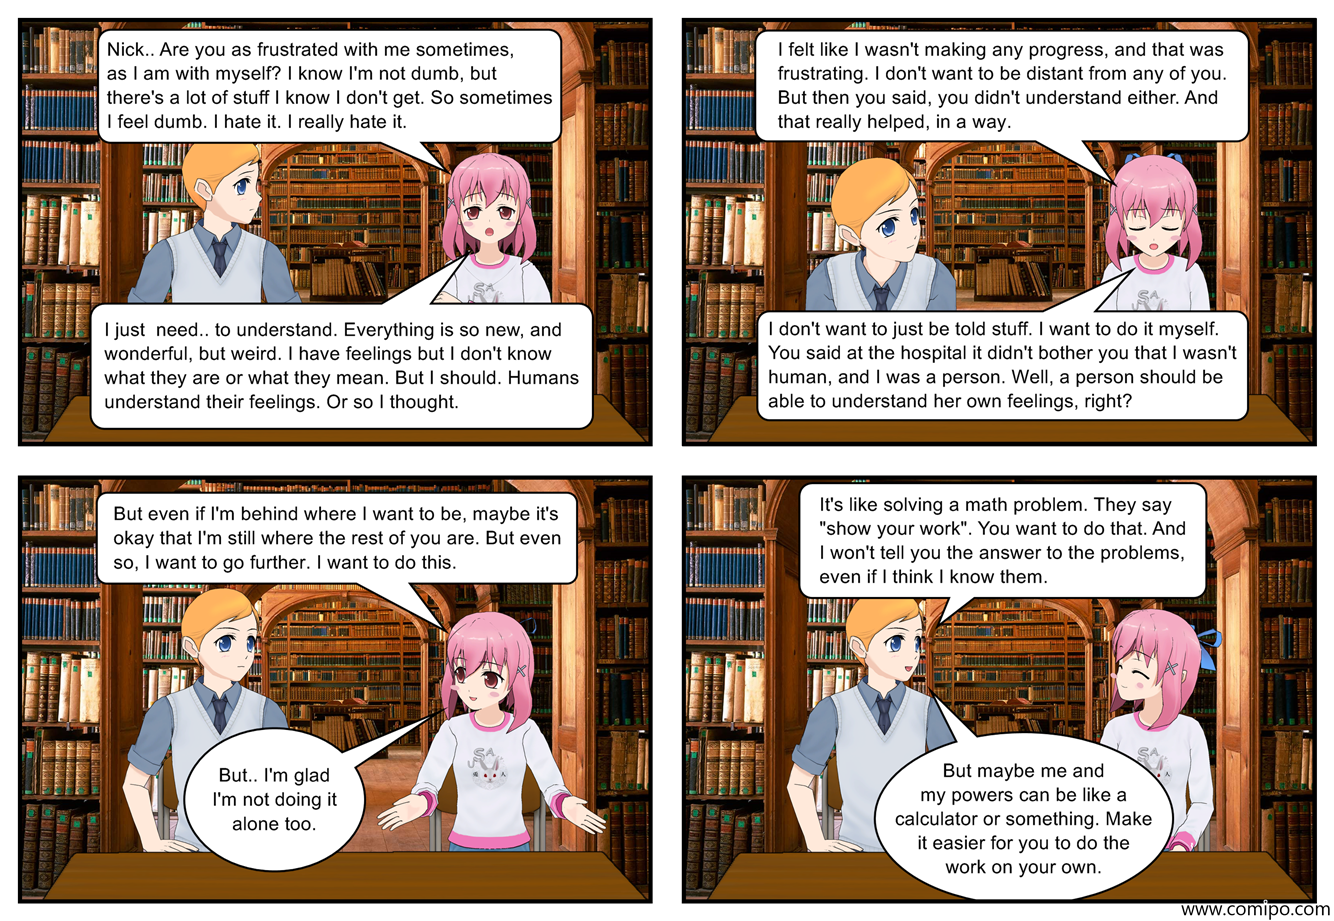 Nick.. Are you as frustrated with me sometimes,
as I am with myself? I know I'm not dumb, but
there's a lot of stuff I know I don't get. So sometimes
I feel dumb. I hate it. I really hate it.
I just  need.. to understand. Everything is so new, and
wonderful, but weird. I have feelings but I don't know
what they are or what they mean. But I should. Humans
understand their feelings. Or so I thought.
I felt like I wasn't making any progress, and that was
frustrating. I don't want to be distant from any of you.
But then you said, you didn't understand either. And
that really helped, in a way.
I don't want to just be told stuff. I want to do it myself.
You said at the hospital it didn't bother you that I wasn't
human, and I was a person. Well, a person should be
able to understand her own feelings, right?
But even if I'm behind where I want to be, maybe it's
okay that I'm still where the rest of you are. But even
so, I want to go further. I want to do this.
But.. I'm glad
I'm not doing it
alone too.
It's like solving a math problem. They say
"show your work". You want to do that. And
I won't tell you the answer to the problems,
even if I think I know them.
But maybe me and
my powers can be like a
calculator or something. Make
it easier for you to do the
work on your own.
www.comipo.com